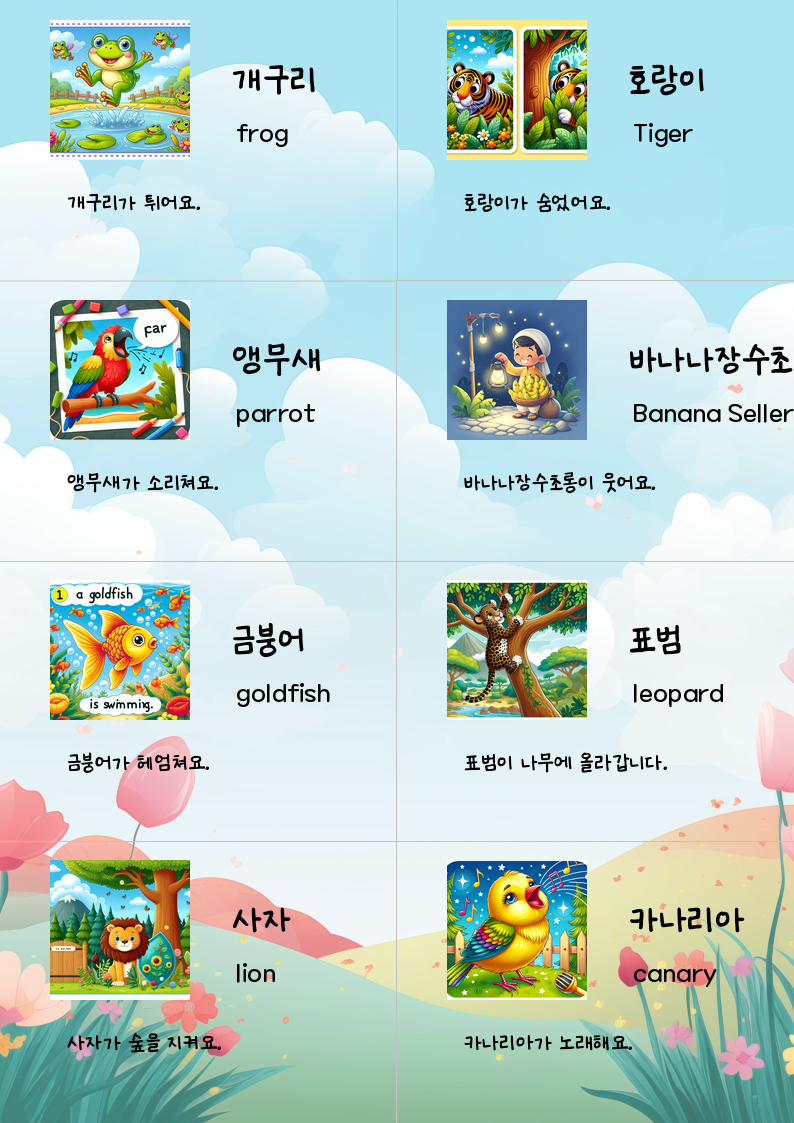 개구리
frog
개구리가 튀어요.
호랑이
Tiger
호랑이가 숨었어요.
car
앵무새
parrot
앵무새가 소리쳐요.
바나나장수초
Banana Seller
바나나장수초롱이 웃어요.
1 a goldfish
is swimming.
금붕어
goldfish
금붕어가 헤엄쳐요.
표범
leopard
표범이 나무에 올라갑니다.
사자
lion
사자가 숲을 지켜요.
카나리아
canary
카나리아가 노래해요.